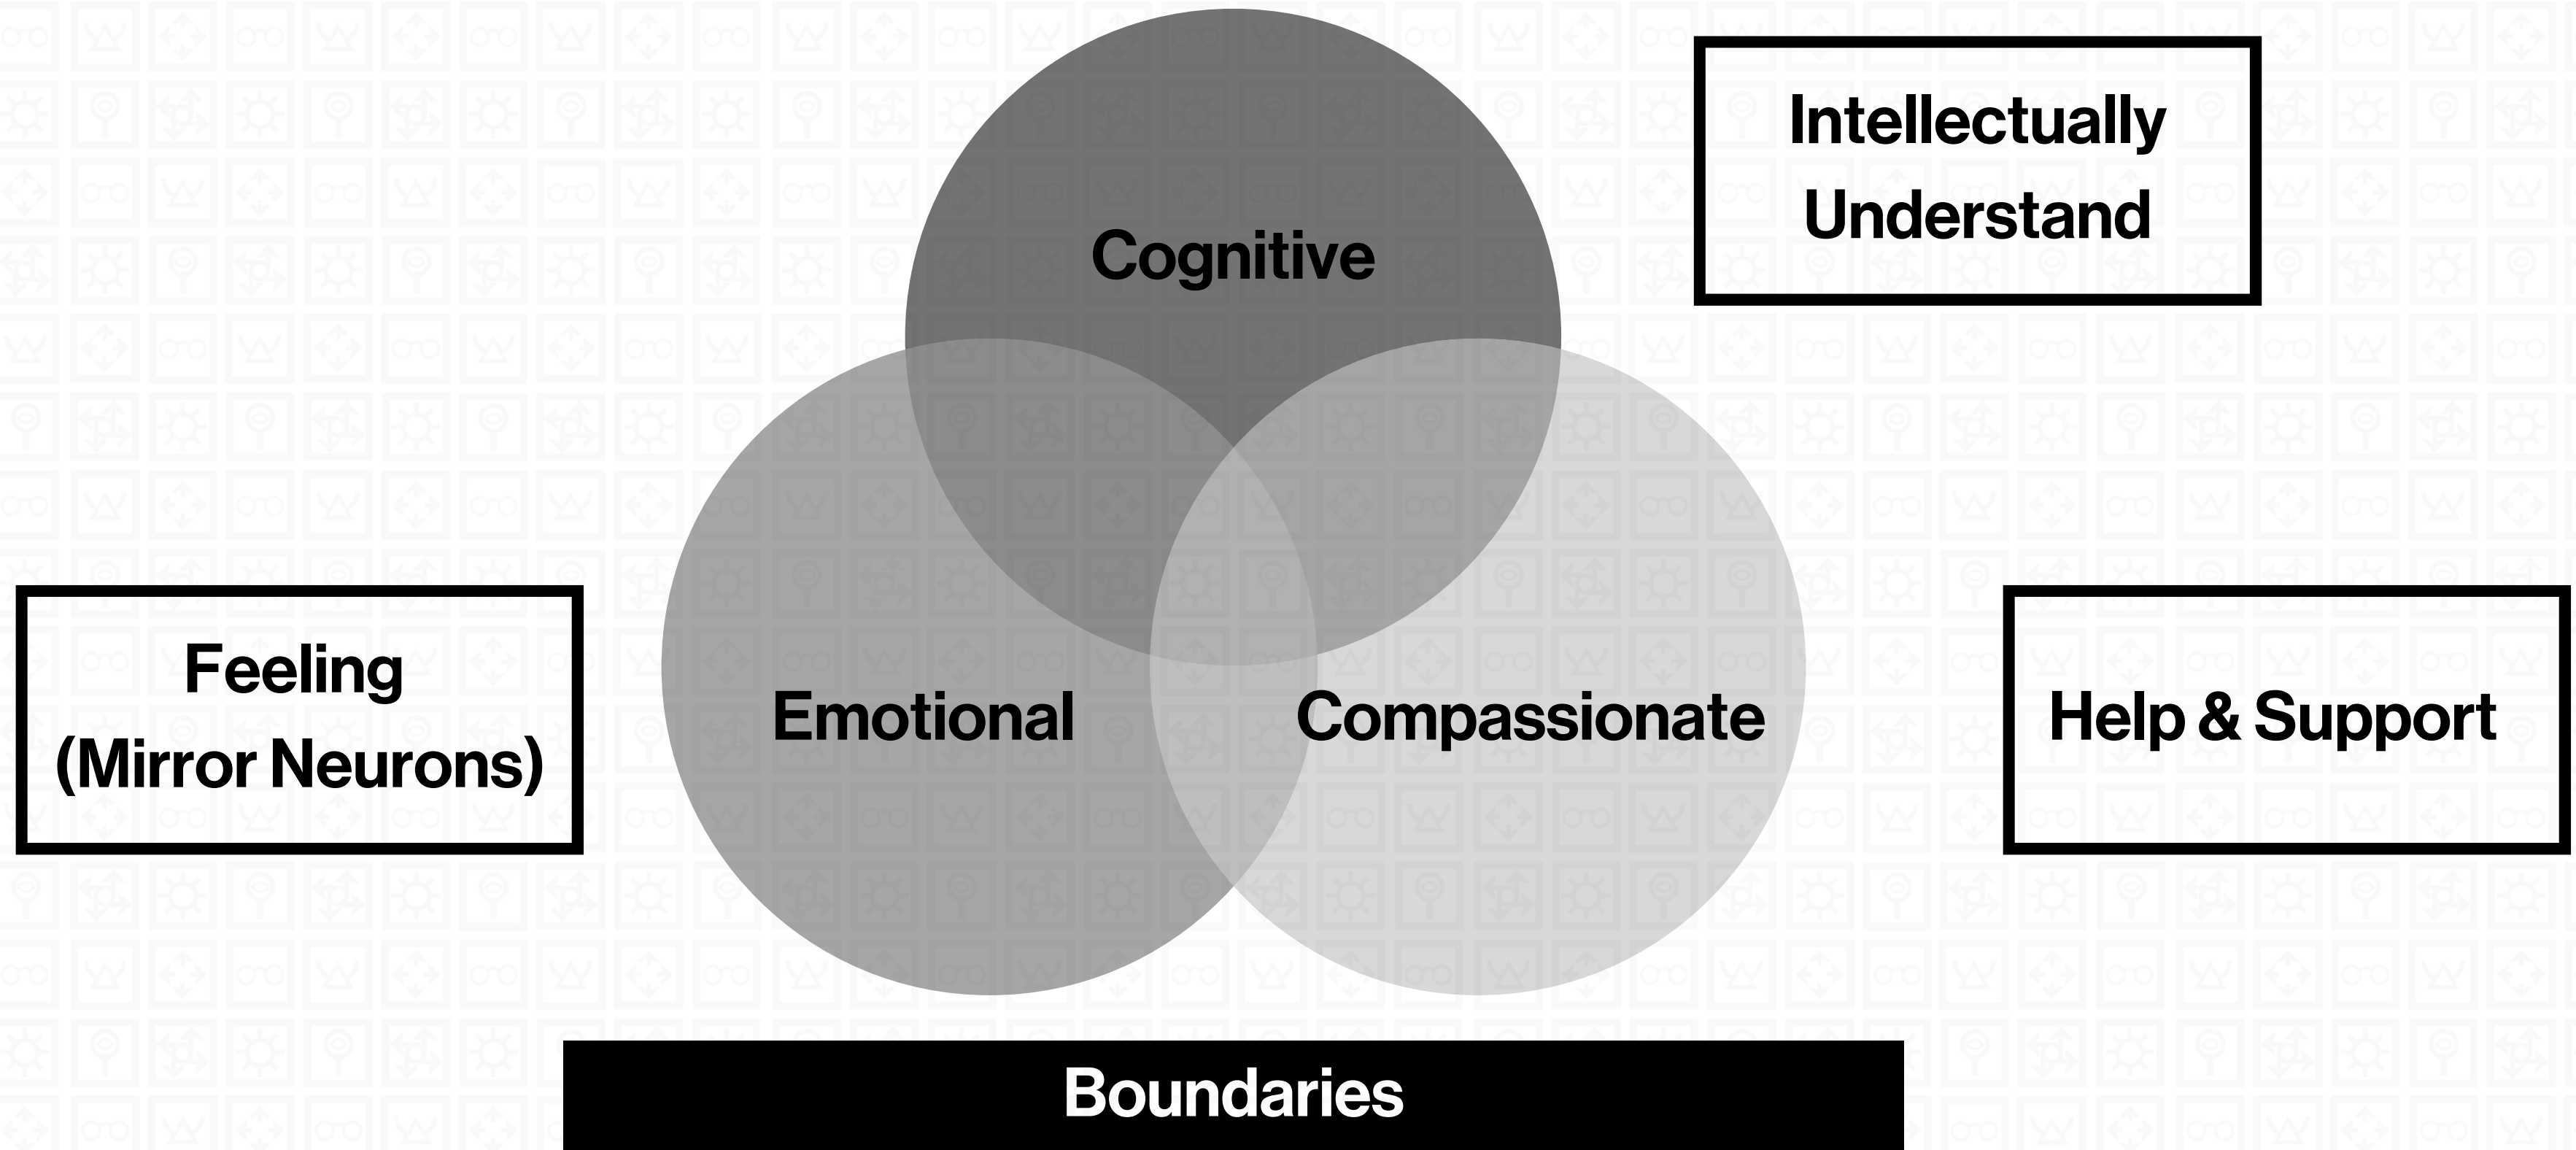 Intellectually
Understand
Cognitive
Feeling
(Mirror Neurons)
Emotional
Compassionate
Help & Support
Boundaries